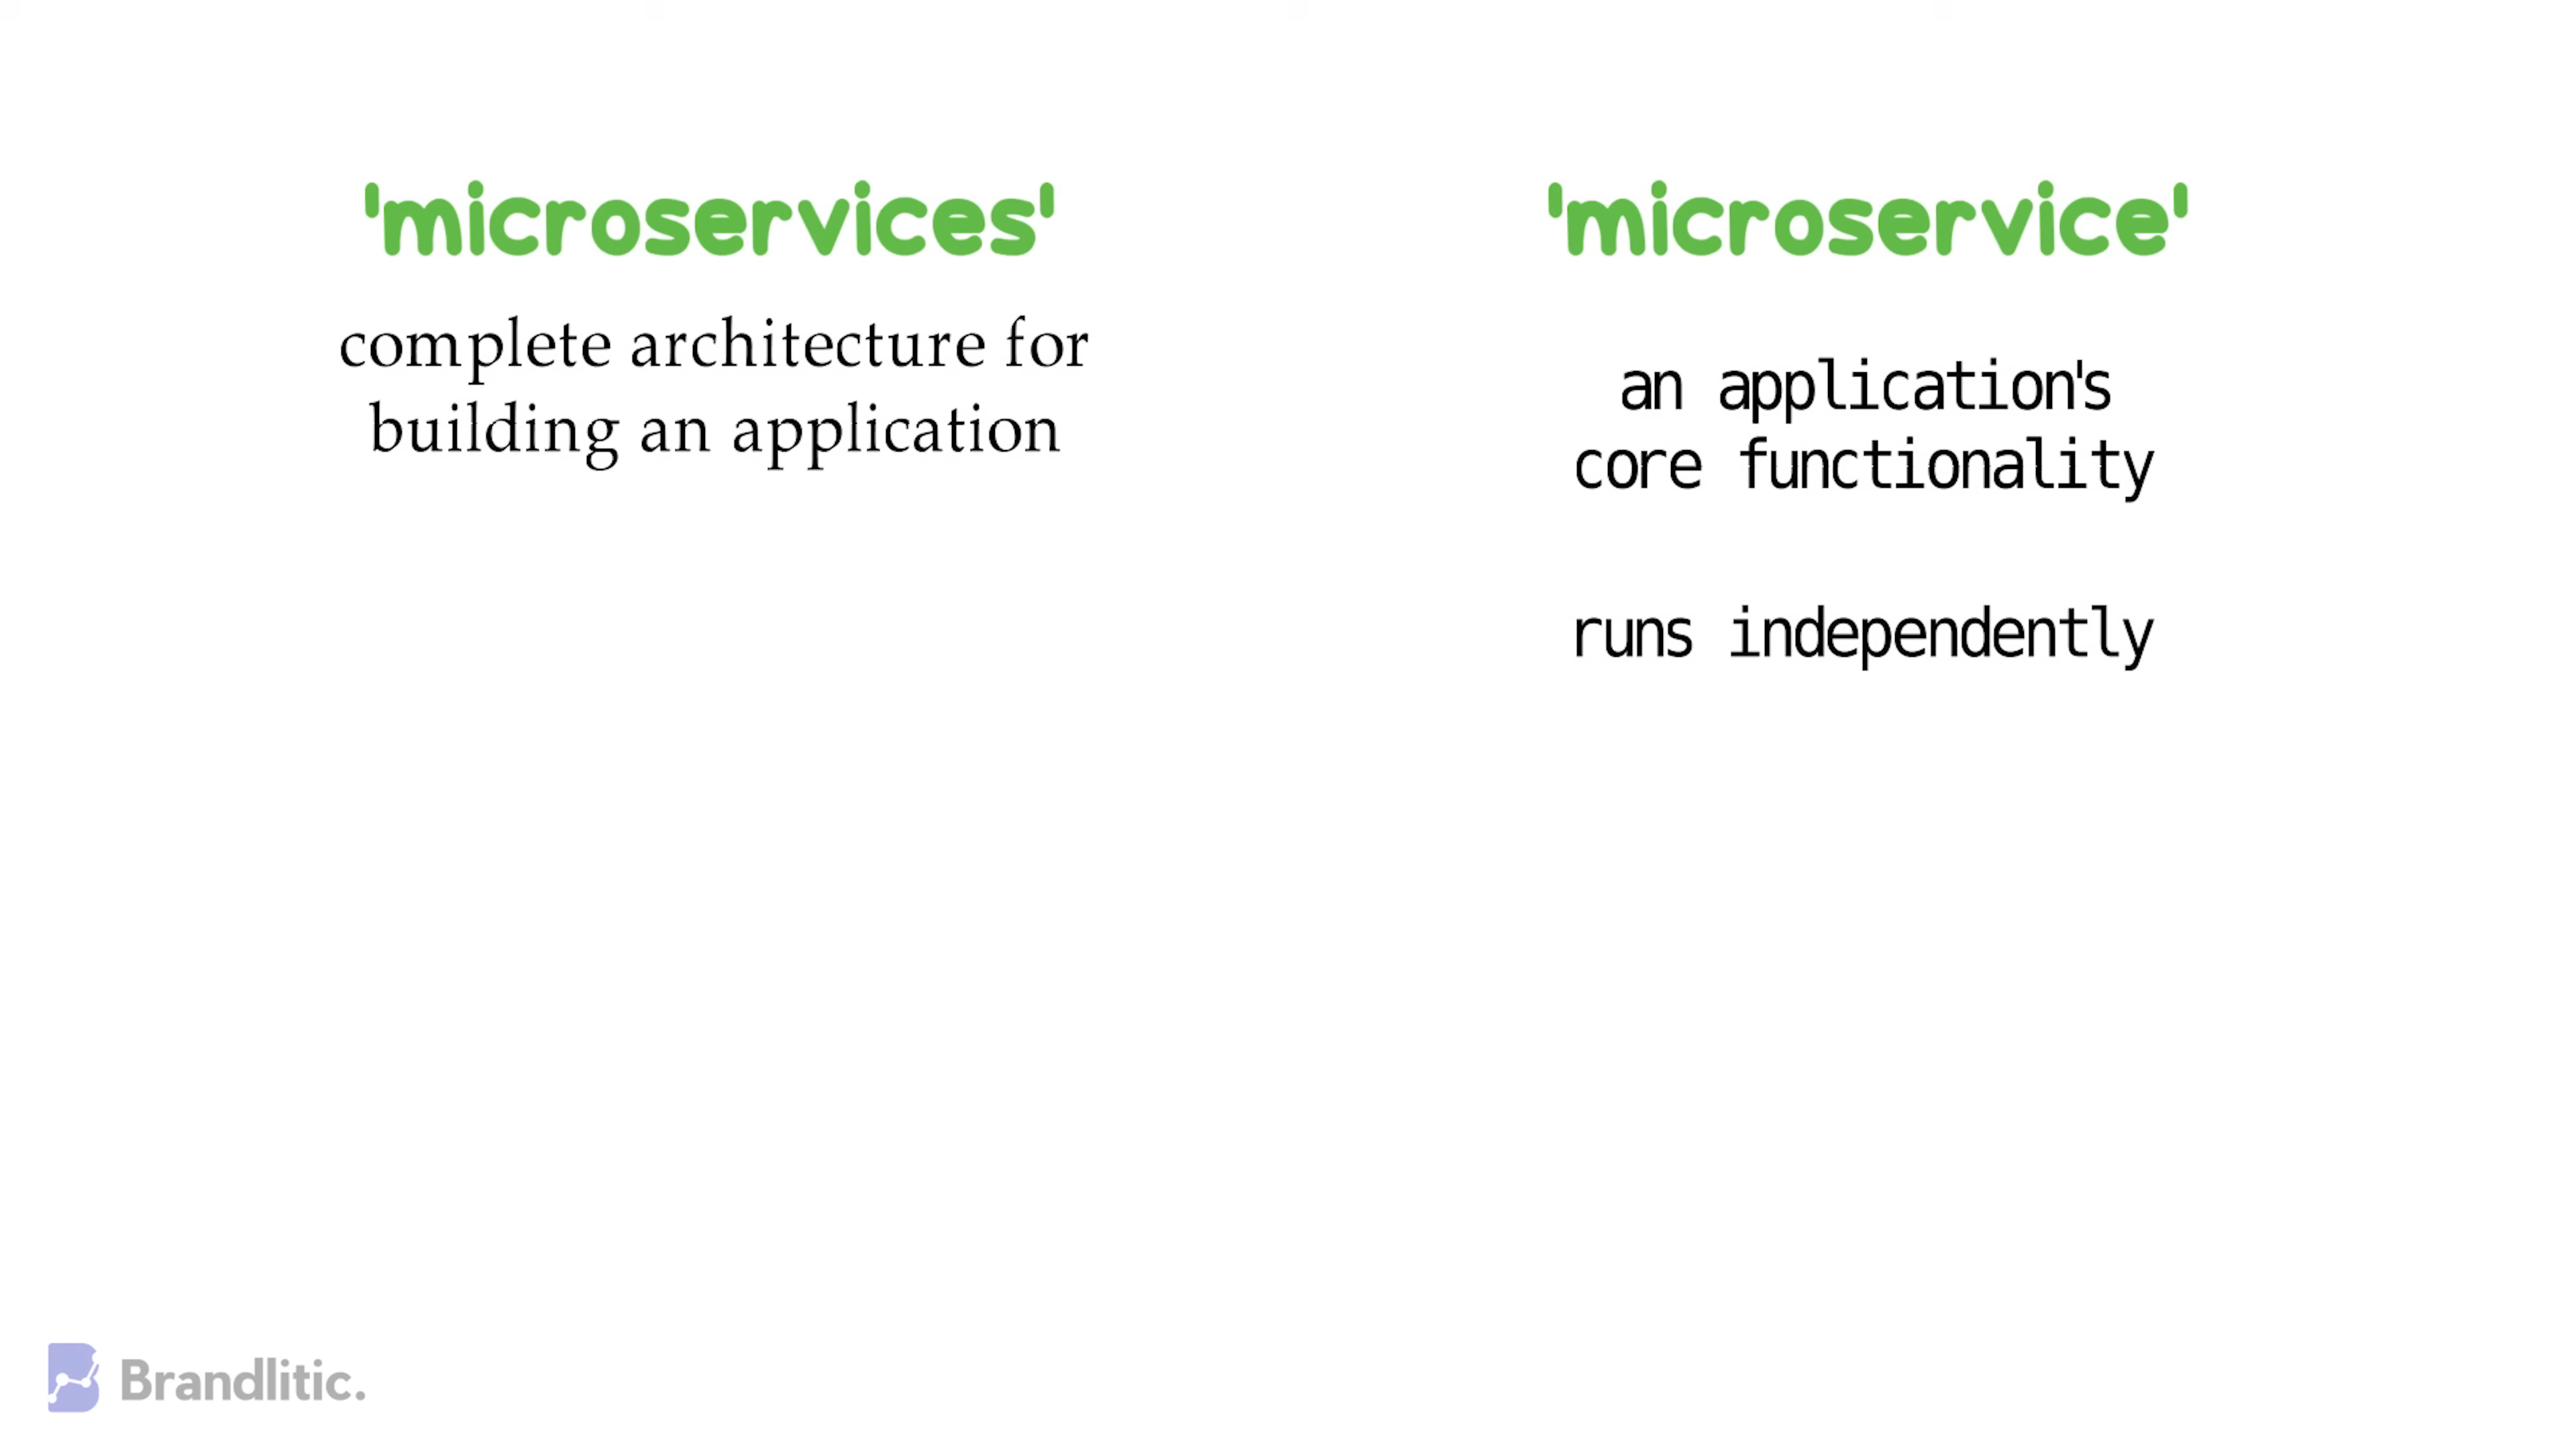 'microservices'
complete architecture for
building an application
'microservice'
an application's
core functionality
runs independently
Brandlitic.